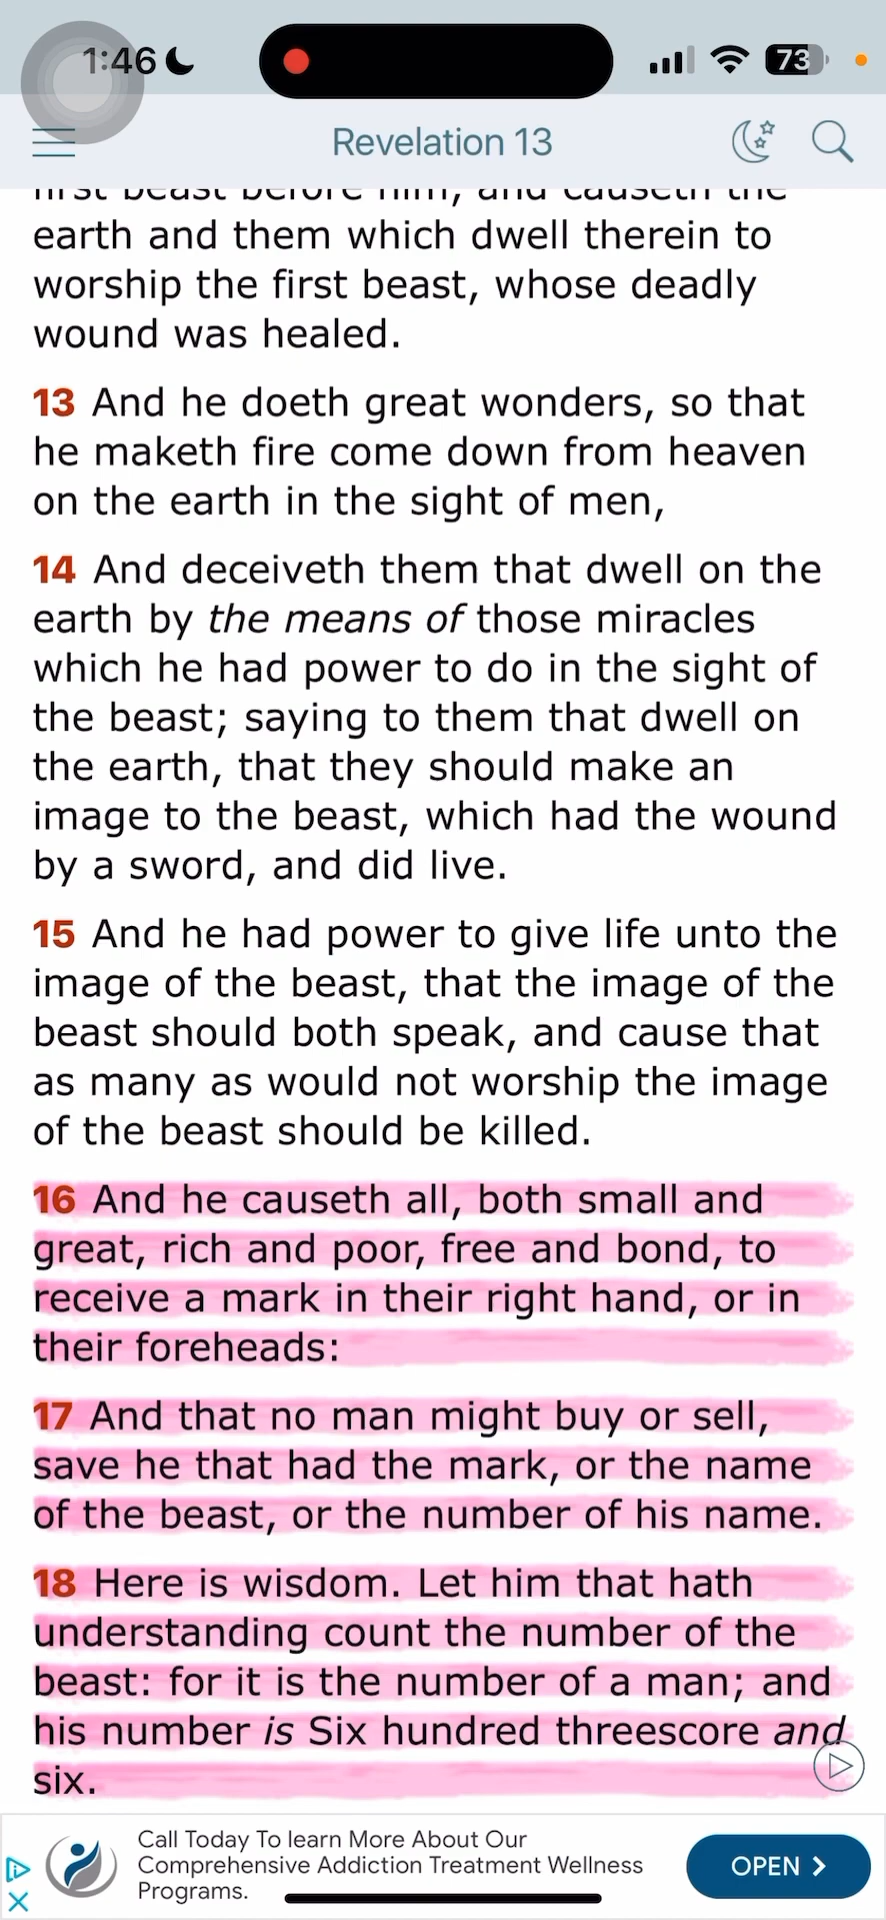 1:46
73
Revelation 13
first beast before him, and causeth the
earth and them which dwell therein to
worship the first beast, whose deadly
wound was healed.
13 And he doeth great wonders, so that
he maketh fire come down from heaven
on the earth in the sight of men,
14 And deceiveth them that dwell on the
earth by the means of those miracles
which he had power to do in the sight of
the beast; saying to them that dwell on
the earth, that they should make an
image to the beast, which had the wound
by a sword, and did live.
15 And he had power to give life unto the
image of the beast, that the image of the
beast should both speak, and cause that
as many as would not worship the image
of the beast should be killed.
16 And he causeth all, both small and
great, rich and poor, free and bond, to
receive a mark in their right hand, or in
their foreheads:
17 And that no man might buy or sell,
save he that had the mark, or the name
of the beast, or the number of his name.
18 Here is wisdom. Let him that hath
understanding count the number of the
beast: for it is the number of a man; and
his number is Six hundred threescore and
six.
Call Today To learn More About Our
Comprehensive Addiction Treatment Wellness
Programs.
OPEN